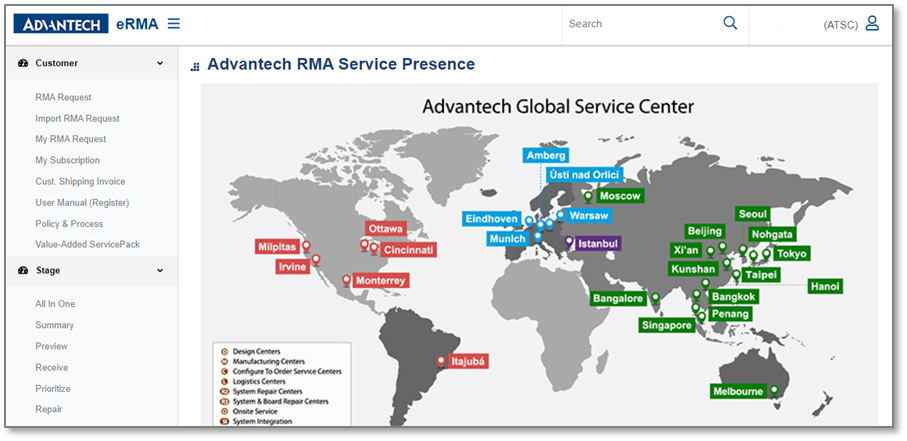 ADVANTECH eRMA
Search
(ATSC)
Customer
RMA Request
Import RMA Request
My RMA Request
My Subscription
Cust. Shipping Invoice
User Manual (Register)
Policy & Process
Value-Added ServicePack
Stage
All In One
Summary
Preview
Receive
Prioritize
Repair
Advantech RMA Service Presence
Advantech Global Service Center
Amberg
Ústí nad Orlicí
Moscow
Eindhoven
Warsaw
Munich
Istanbul
Ottawa
Milpitas
Cincinnati
Irvine
Monterrey
Itajubá
Seoul
Beijing
Nohgata
Xi'an
Tokyo
Kunshan
Taipei
Hanoi
Bangalore
Bangkok
Penang
Singapore
Melbourne
D Design Centers
M Manufacturing Centers
C Configure To Order Service Centers
L Logistics Centers
R2 System Repair Centers
R3 System & Board Repair Centers
O Onsite Service
SI System Integration